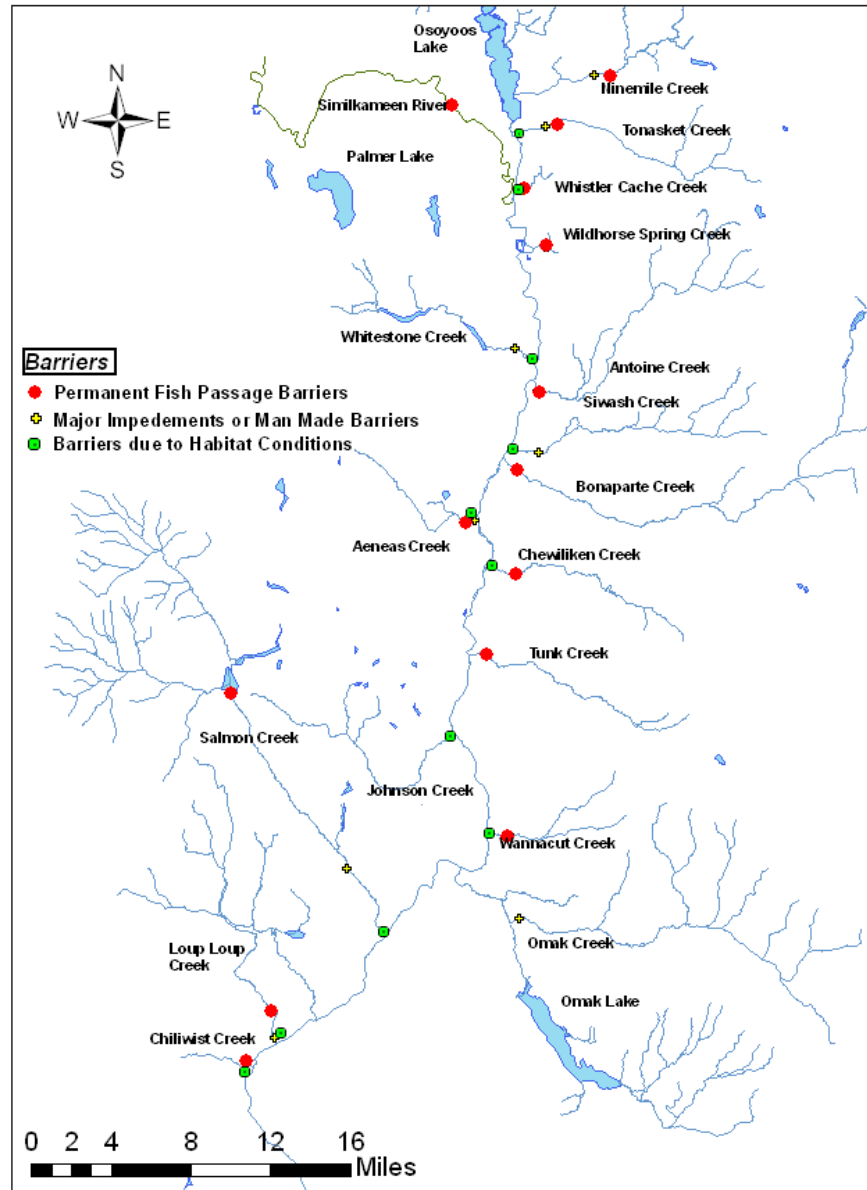 Osoyoos
Lake
N
W E
S
Ninemile Creek
Similkameen River
Tonasket Creek
Palmer Lake
Whistler Cache Creek
Wildhorse Spring Creek
Whitestone Creek
Barriers
Permanent Fish Passage Barriers
Major Impedements or Man Made Barriers
Barriers due to Habitat Conditions
Antoine Creek
Siwash Creek
Bonaparte Creek
Aeneas Creek
Chewiliken Creek
Tunk Creek
Salmon Creek
Johnson Creek
Wannacut Creek
Omak Creek
Loup Loup
Creek
Omak Lake
Chiliwist Creek
0 2 4 8 12 16
Miles